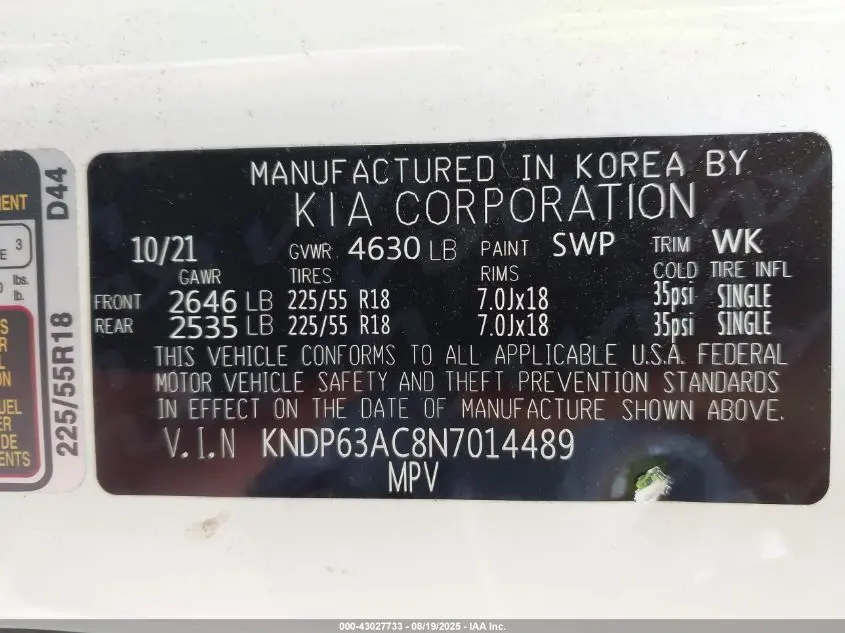 MANUFACTURED IN KOREA BY
KIA CORPORATION
10/21 GVWR 4630 LB PAINT SWP TRIM WK
GAWR TIRES RIMS COLD TIRE INFL
FRONT 2646 LB 225/55 R18 7.0Jx18 35psi SINGLE
REAR 2535 LB 225/55 R18 7.0Jx18 35psi SINGLE
THIS VEHICLE CONFORMS TO ALL APPLICABLE U.S.A. FEDERAL
MOTOR VEHICLE SAFETY AND THEFT PREVENTION STANDARDS
IN EFFECT ON THE DATE OF MANUFACTURE SHOWN ABOVE.
V.I.N KNDP63AC8N7014489
MPV
D44
225/55R18
3
lbs.
lb.
000-43027733 - 08/19/2025 - IAA Inc.